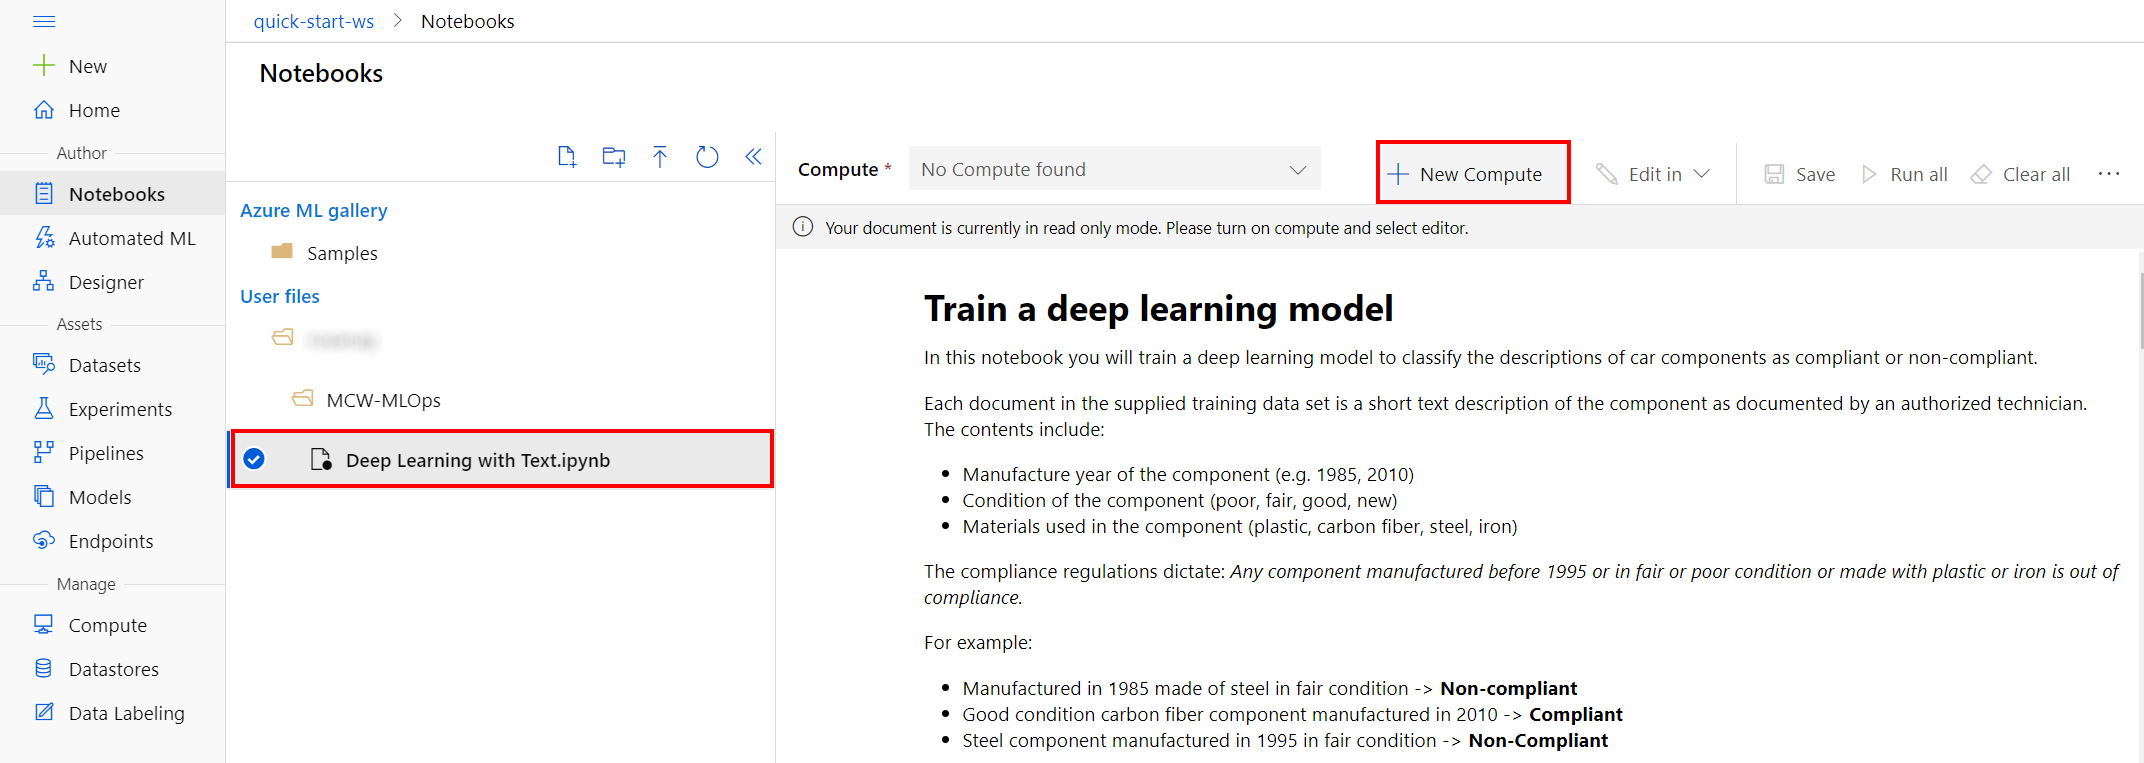 quick-start-ws > Notebooks
New
Home
Author
Notebooks
Automated ML
Designer
Assets
Datasets
Experiments
Pipelines
Models
Endpoints
Manage
Compute
Datastores
Data Labeling
Notebooks
Azure ML gallery
Samples
User files
MCW-MLOps
Deep Learning with Text.ipynb
Compute * No Compute found New Compute Edit in Save Run all Clear all ...
Your document is currently in read only mode. Please turn on compute and select editor.
Train a deep learning model
In this notebook you will train a deep learning model to classify the descriptions of car components as compliant or non-compliant.
Each document in the supplied training data set is a short text description of the component as documented by an authorized technician.
The contents include:
• Manufacture year of the component (e.g. 1985, 2010)
• Condition of the component (poor, fair, good, new)
• Materials used in the component (plastic, carbon fiber, steel, iron)
The compliance regulations dictate: Any component manufactured before 1995 or in fair or poor condition or made with plastic or iron is out of
compliance.
For example:
• Manufactured in 1985 made of steel in fair condition -> Non-compliant
• Good condition carbon fiber component manufactured in 2010 -> Compliant
• Steel component manufactured in 1995 in fair condition -> Non-Compliant